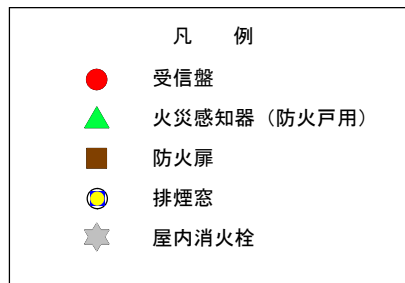 凡　例
受信盤
火災感知器（防火戸用）
防火扉
排煙窓
屋内消火栓